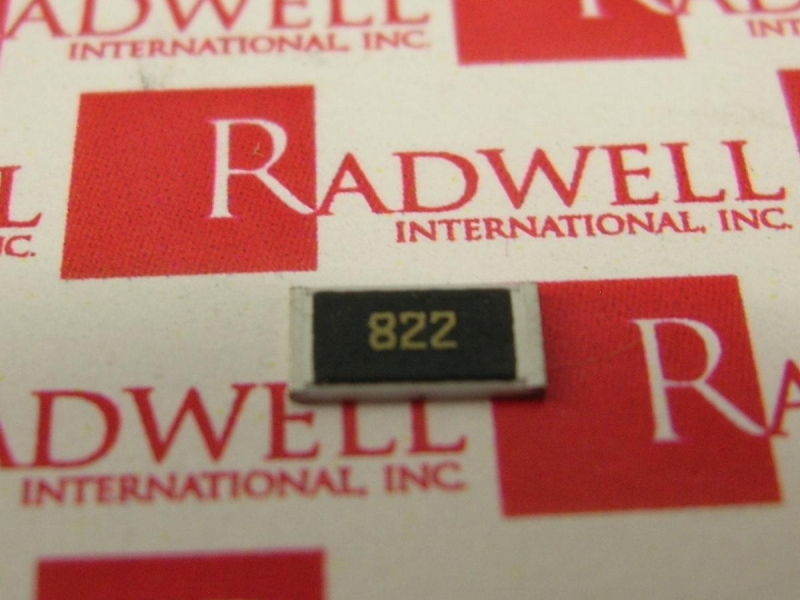 RADWELL
INTERNATIONAL, INC.
RADWELL
INTERNATIONAL, INC.
822
RADWELL
INTERNATIONAL, INC.